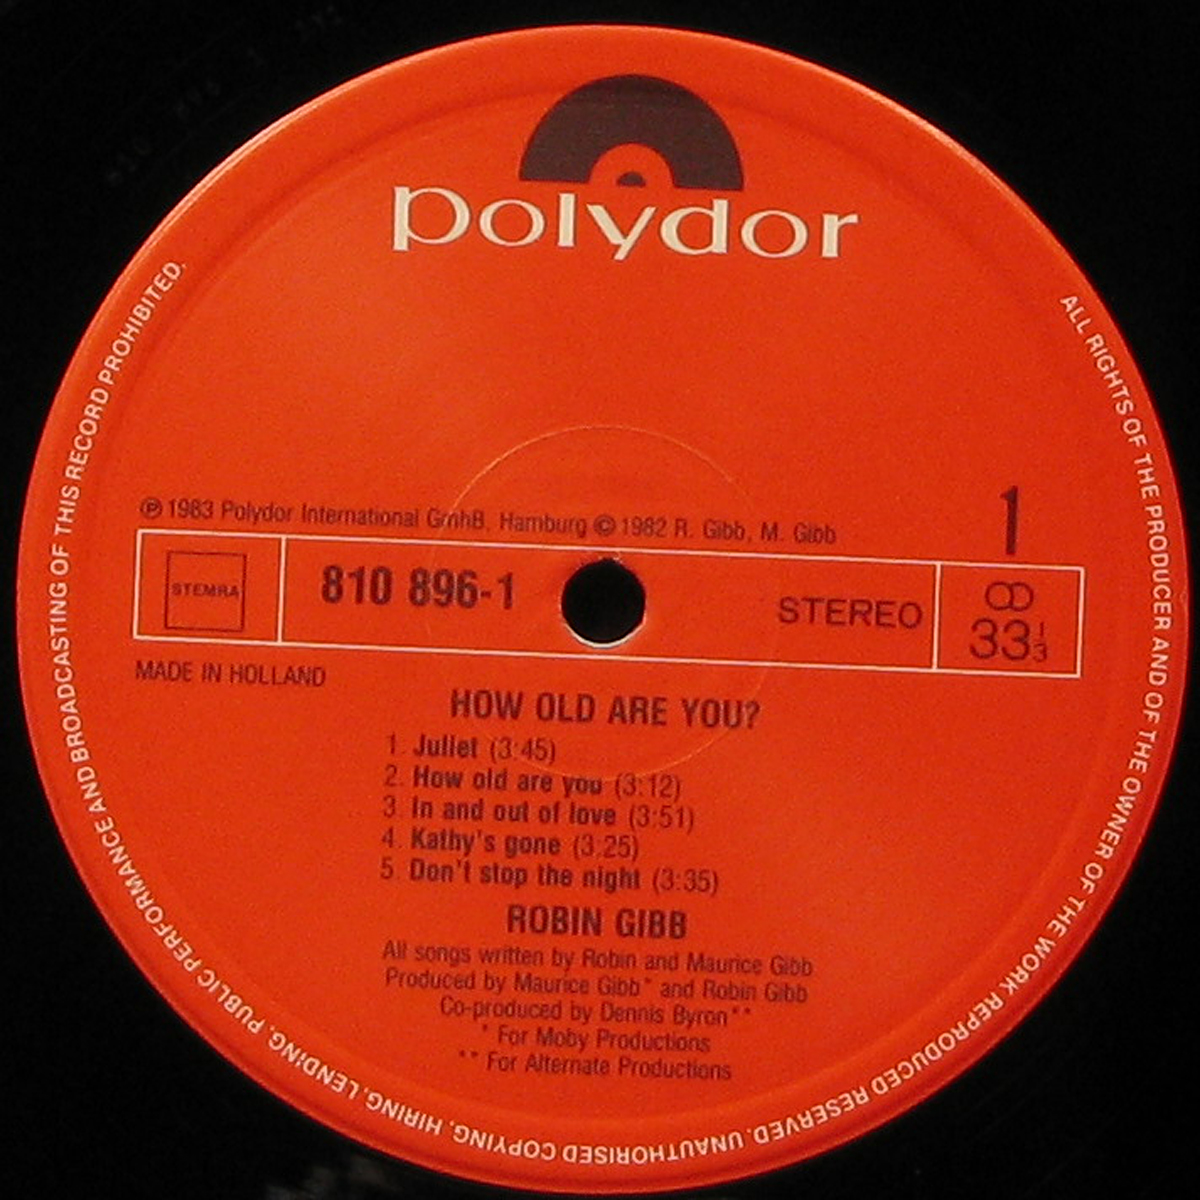 polydor
ALL RIGHTS OF THE PRODUCER AND OF THE OWNER OF THE WORK REPRODUCED RESERVED. UNAUTHORISED COPYING, HIRING, LENDING, PUBLIC PERFORMANCE AND BROADCASTING OF THIS RECORD PROHIBITED.
1
℗ 1983 Polydor International GmhB, Hamburg © 1982 R. Gibb, M. Gibb
STEMRA 810 896-1 STEREO 33 1/3
MADE IN HOLLAND
HOW OLD ARE YOU?
1. Juliet (3:45)
2. How old are you (3:12)
3. In and out of love (3:51)
4. Kathy's gone (3:25)
5. Don't stop the night (3:35)
ROBIN GIBB
All songs written by Robin and Maurice Gibb
Produced by Maurice Gibb* and Robin Gibb
Co-produced by Dennis Byron**
* For Moby Productions
** For Alternate Productions